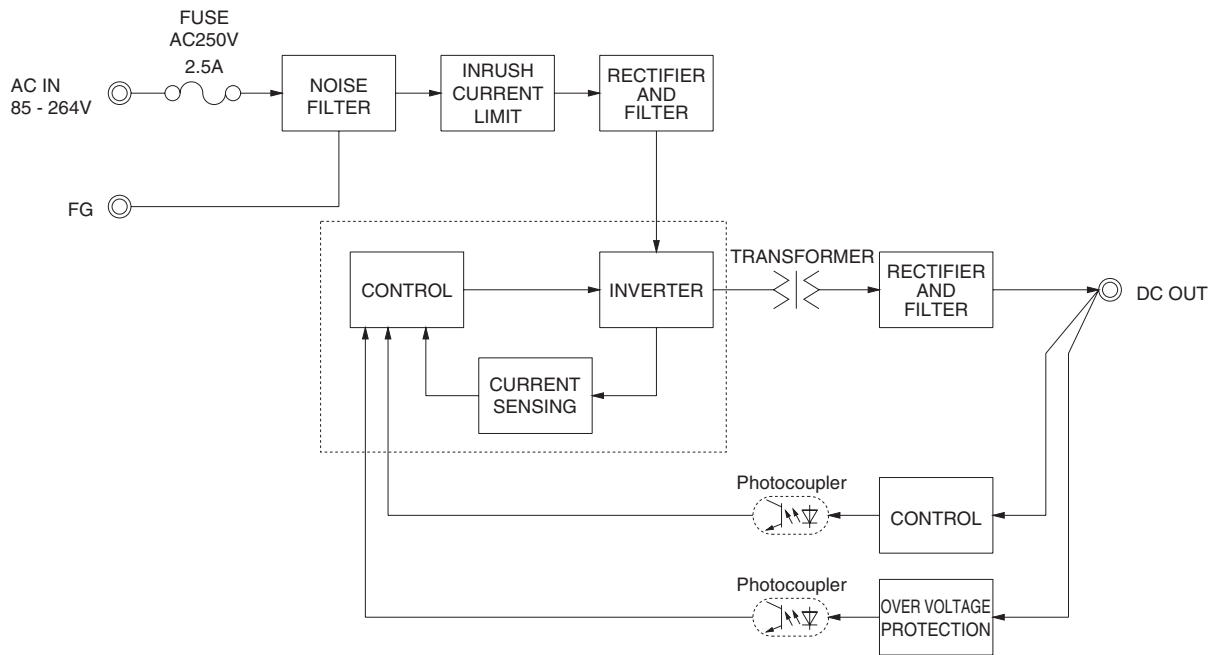 FUSE
AC250V
2.5A
AC IN
85 - 264V
NOISE
FILTER
INRUSH
CURRENT
LIMIT
RECTIFIER
AND
FILTER
FG
CONTROL
INVERTER
TRANSFORMER
RECTIFIER
AND
FILTER
DC OUT
CURRENT
SENSING
Photocoupler
CONTROL
Photocoupler
OVER VOLTAGE
PROTECTION